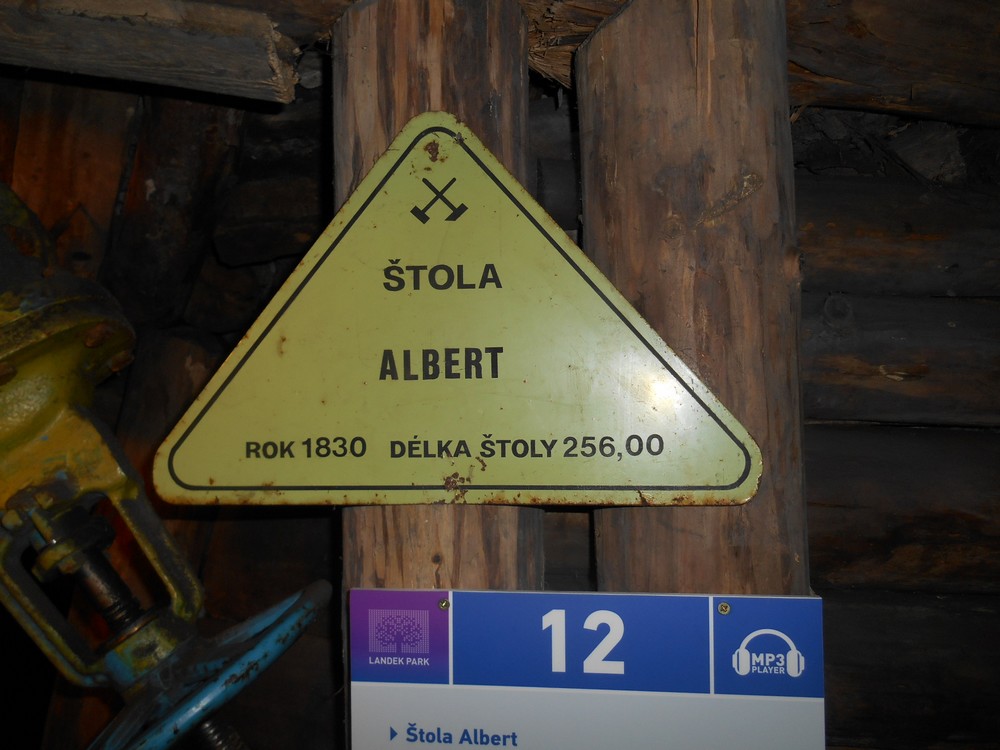 ŠTOLA
ALBERT
ROK 1830 DÉLKA ŠTOLY 256,00
LANDEK PARK
12
MP3
PLAYER
Štola Albert